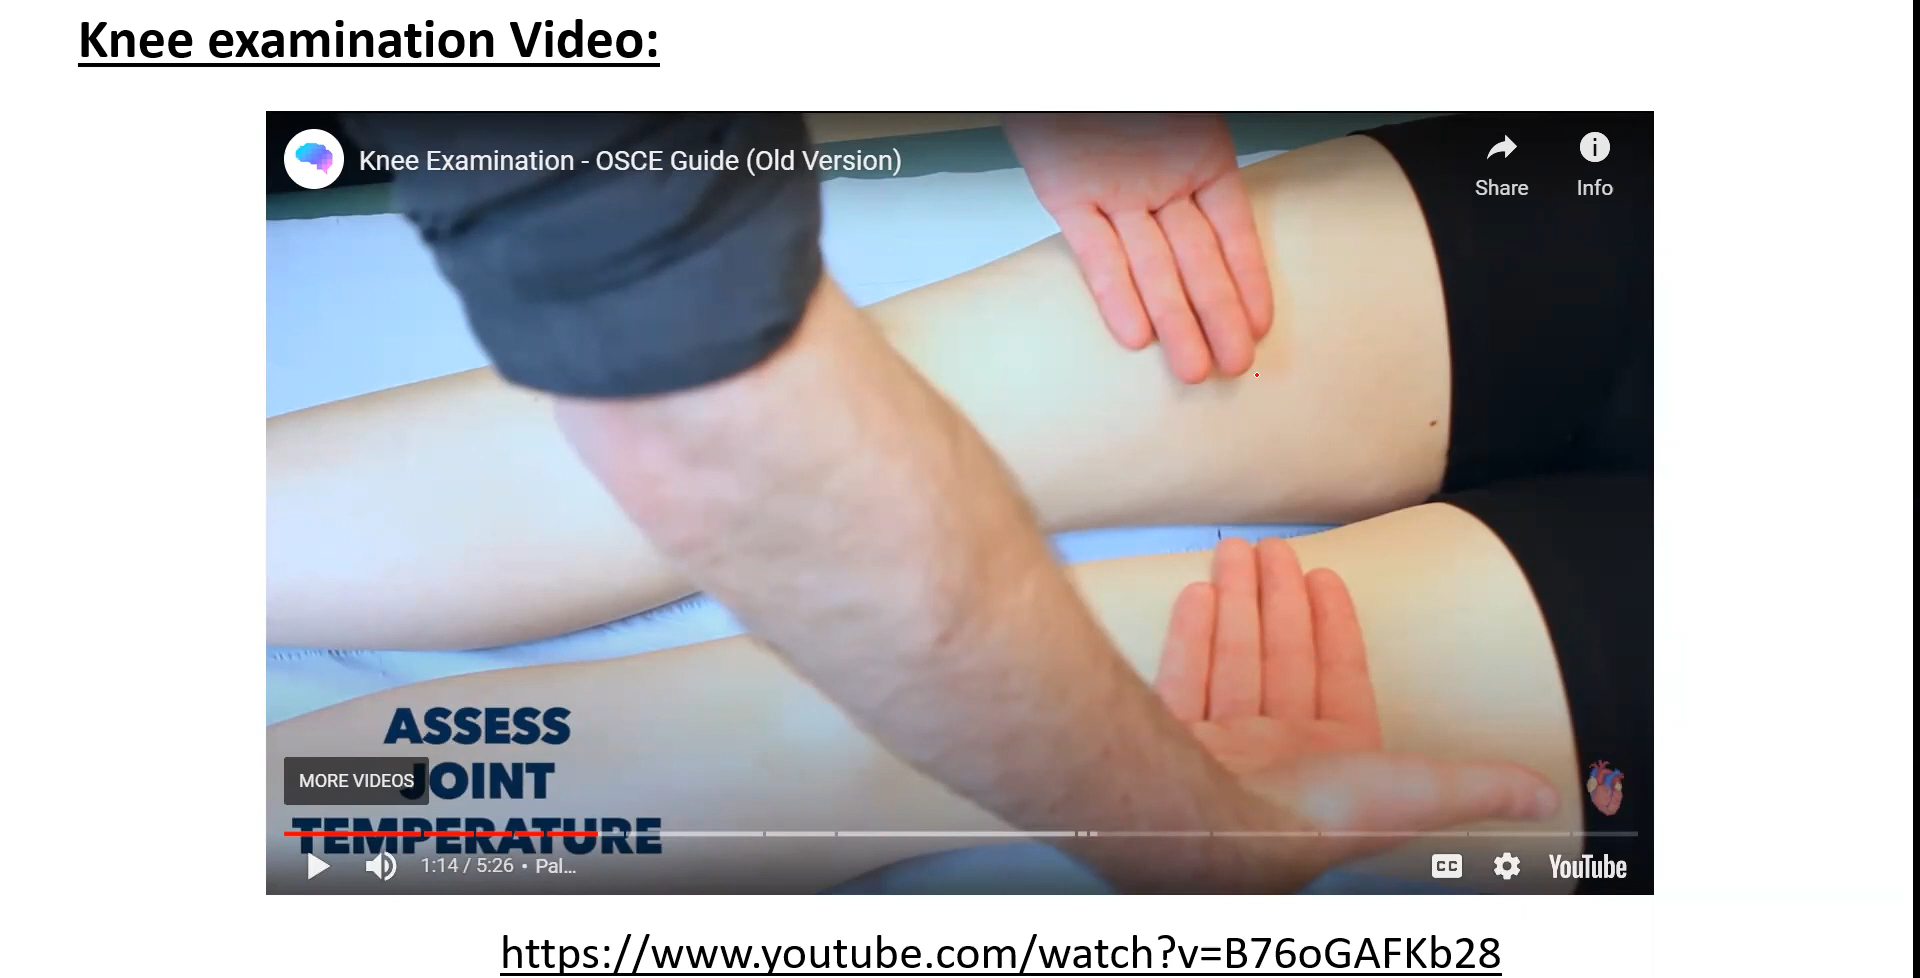 Knee examination Video:
Knee Examination - OSCE Guide (Old Version)
Share
Info
ASSESS
MORE VIDEOS
JOINT
TEMPERATURE
1:14 / 5:26 • Pal...
CC
YouTube
https://www.youtube.com/watch?v=B76oGAFKb28